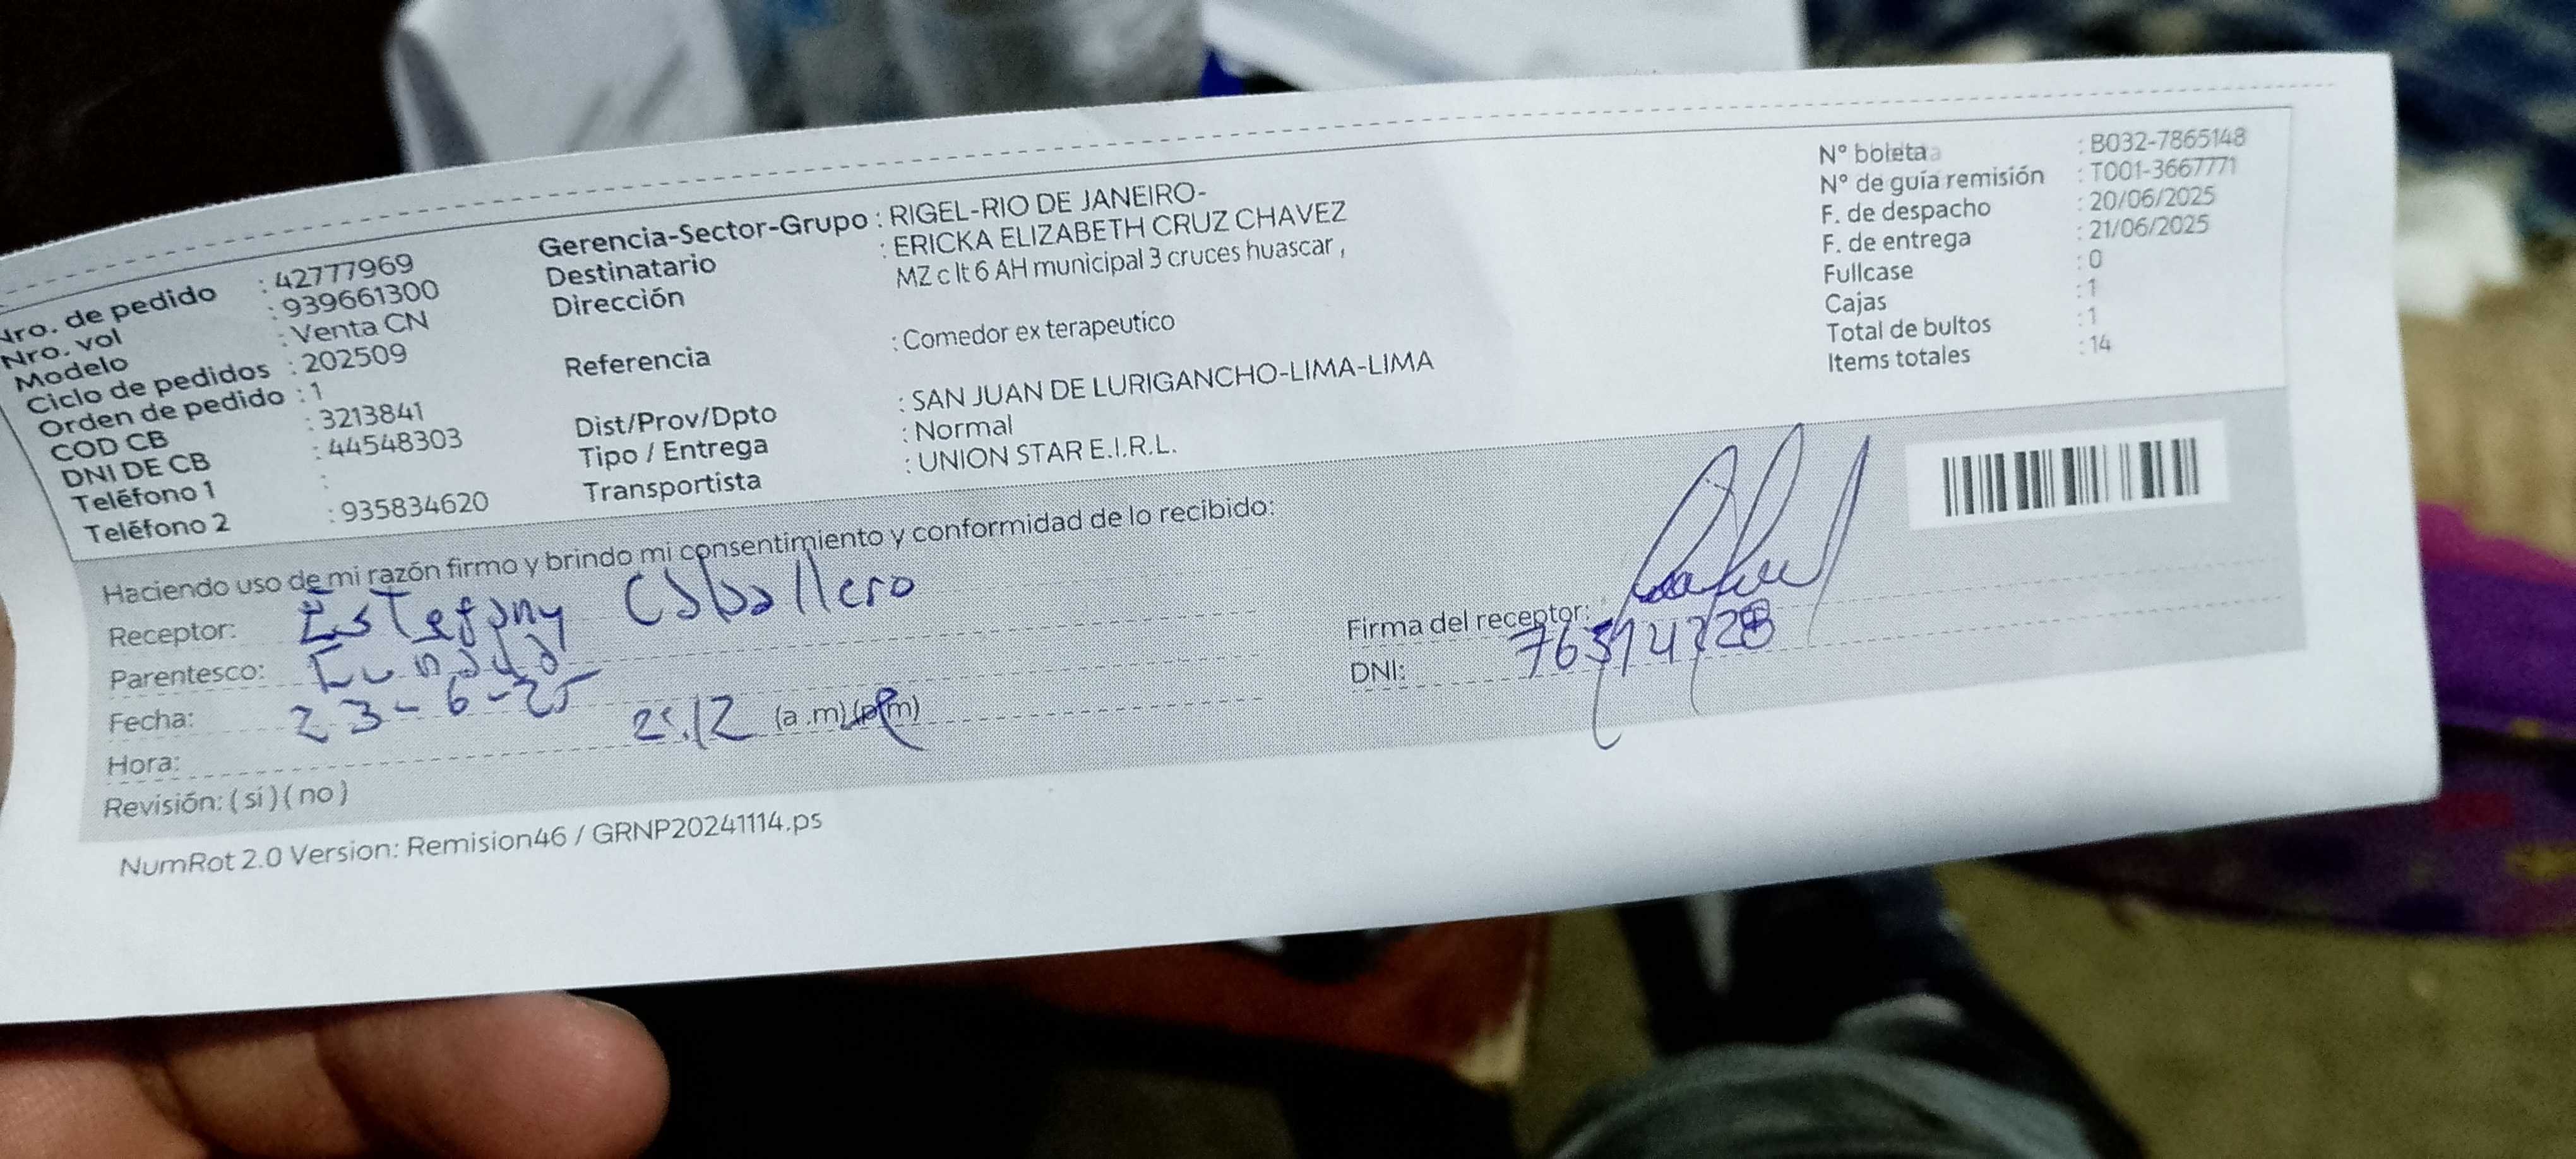 Nro. de pedido : 42777969
Nro. vol : 939661300
Modelo : Venta CN
Ciclo de pedidos : 202509
Orden de pedido : 1
COD CB : 3213841
DNI DE CB : 44548303
Teléfono 1 :
Teléfono 2 : 935834620
Gerencia-Sector-Grupo : RIGEL-RIO DE JANEIRO-
Destinatario : ERICKA ELIZABETH CRUZ CHAVEZ
Dirección MZ c lt 6 AH municipal 3 cruces huascar ,
Referencia : Comedor ex terapeutico
Dist/Prov/Dpto : SAN JUAN DE LURIGANCHO-LIMA-LIMA
Tipo / Entrega : Normal
Transportista : UNION STAR E.I.R.L.
N° boleta : B032-7865148
N° de guía remisión : T001-3667771
F. de despacho : 20/06/2025
F. de entrega : 21/06/2025
Fullcase : 0
Cajas : 1
Total de bultos : 1
Items totales : 14
Haciendo uso de mi razón firmo y brindo mi consentimiento y conformidad de lo recibido:
Receptor: Estefany Caballero
Parentesco:
Fecha: 23-6-25
Hora: 2:12 (a.m) (p.m)
Revisión: ( si ) ( no )
Firma del receptor:
DNI:
NumRot 2.0 Version: Remision46 / GRNP20241114.ps